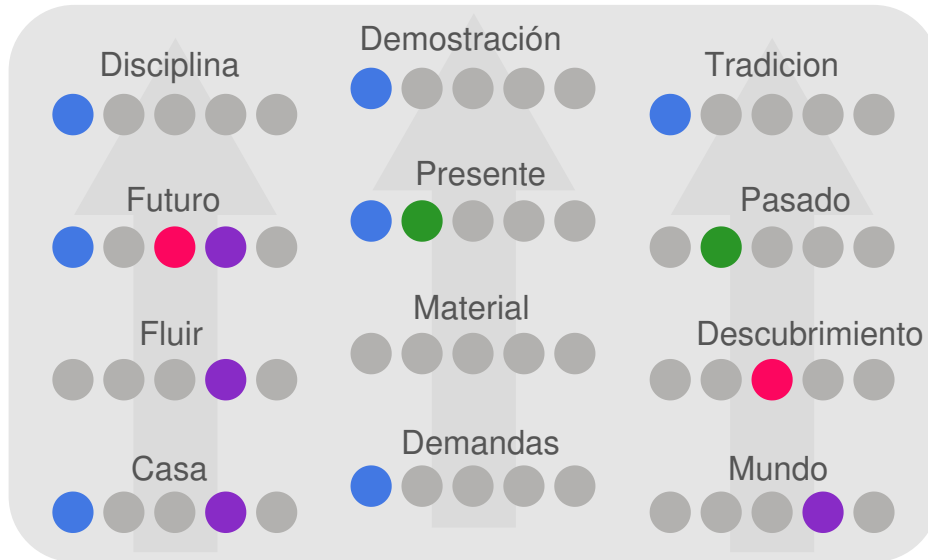 Disciplina
Demostración
Tradicion
Futuro
Presente
Pasado
Fluir
Material
Descubrimiento
Casa
Demandas
Mundo